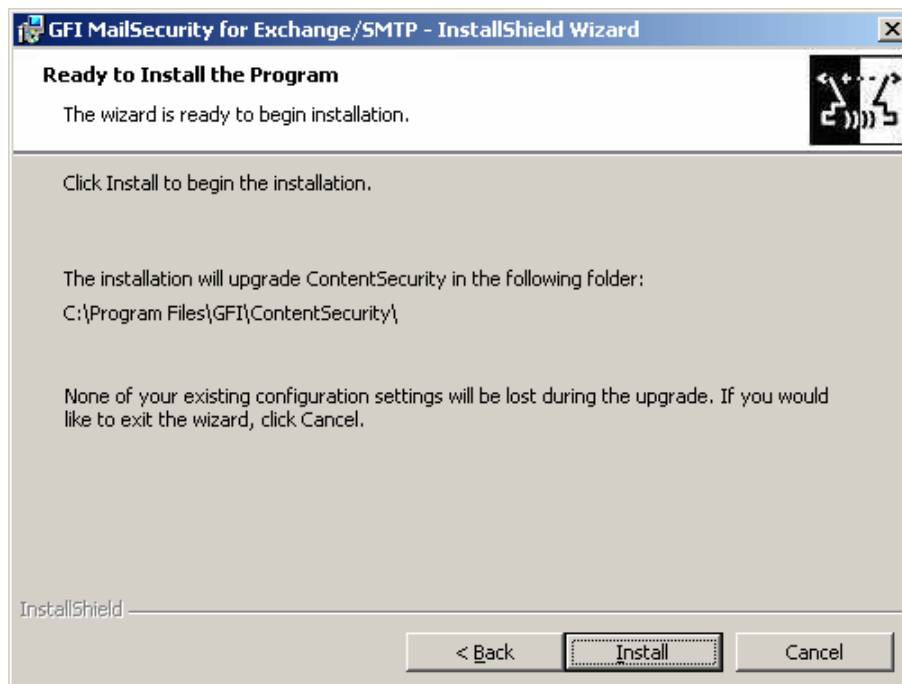 GFI MailSecurity for Exchange/SMTP - InstallShield Wizard
Ready to Install the Program
The wizard is ready to begin installation.
Click Install to begin the installation.
The installation will upgrade ContentSecurity in the following folder:
C:\Program Files\GFI\ContentSecurity\
None of your existing configuration settings will be lost during the upgrade. If you would
like to exit the wizard, click Cancel.
InstallShield
< Back
Install
Cancel